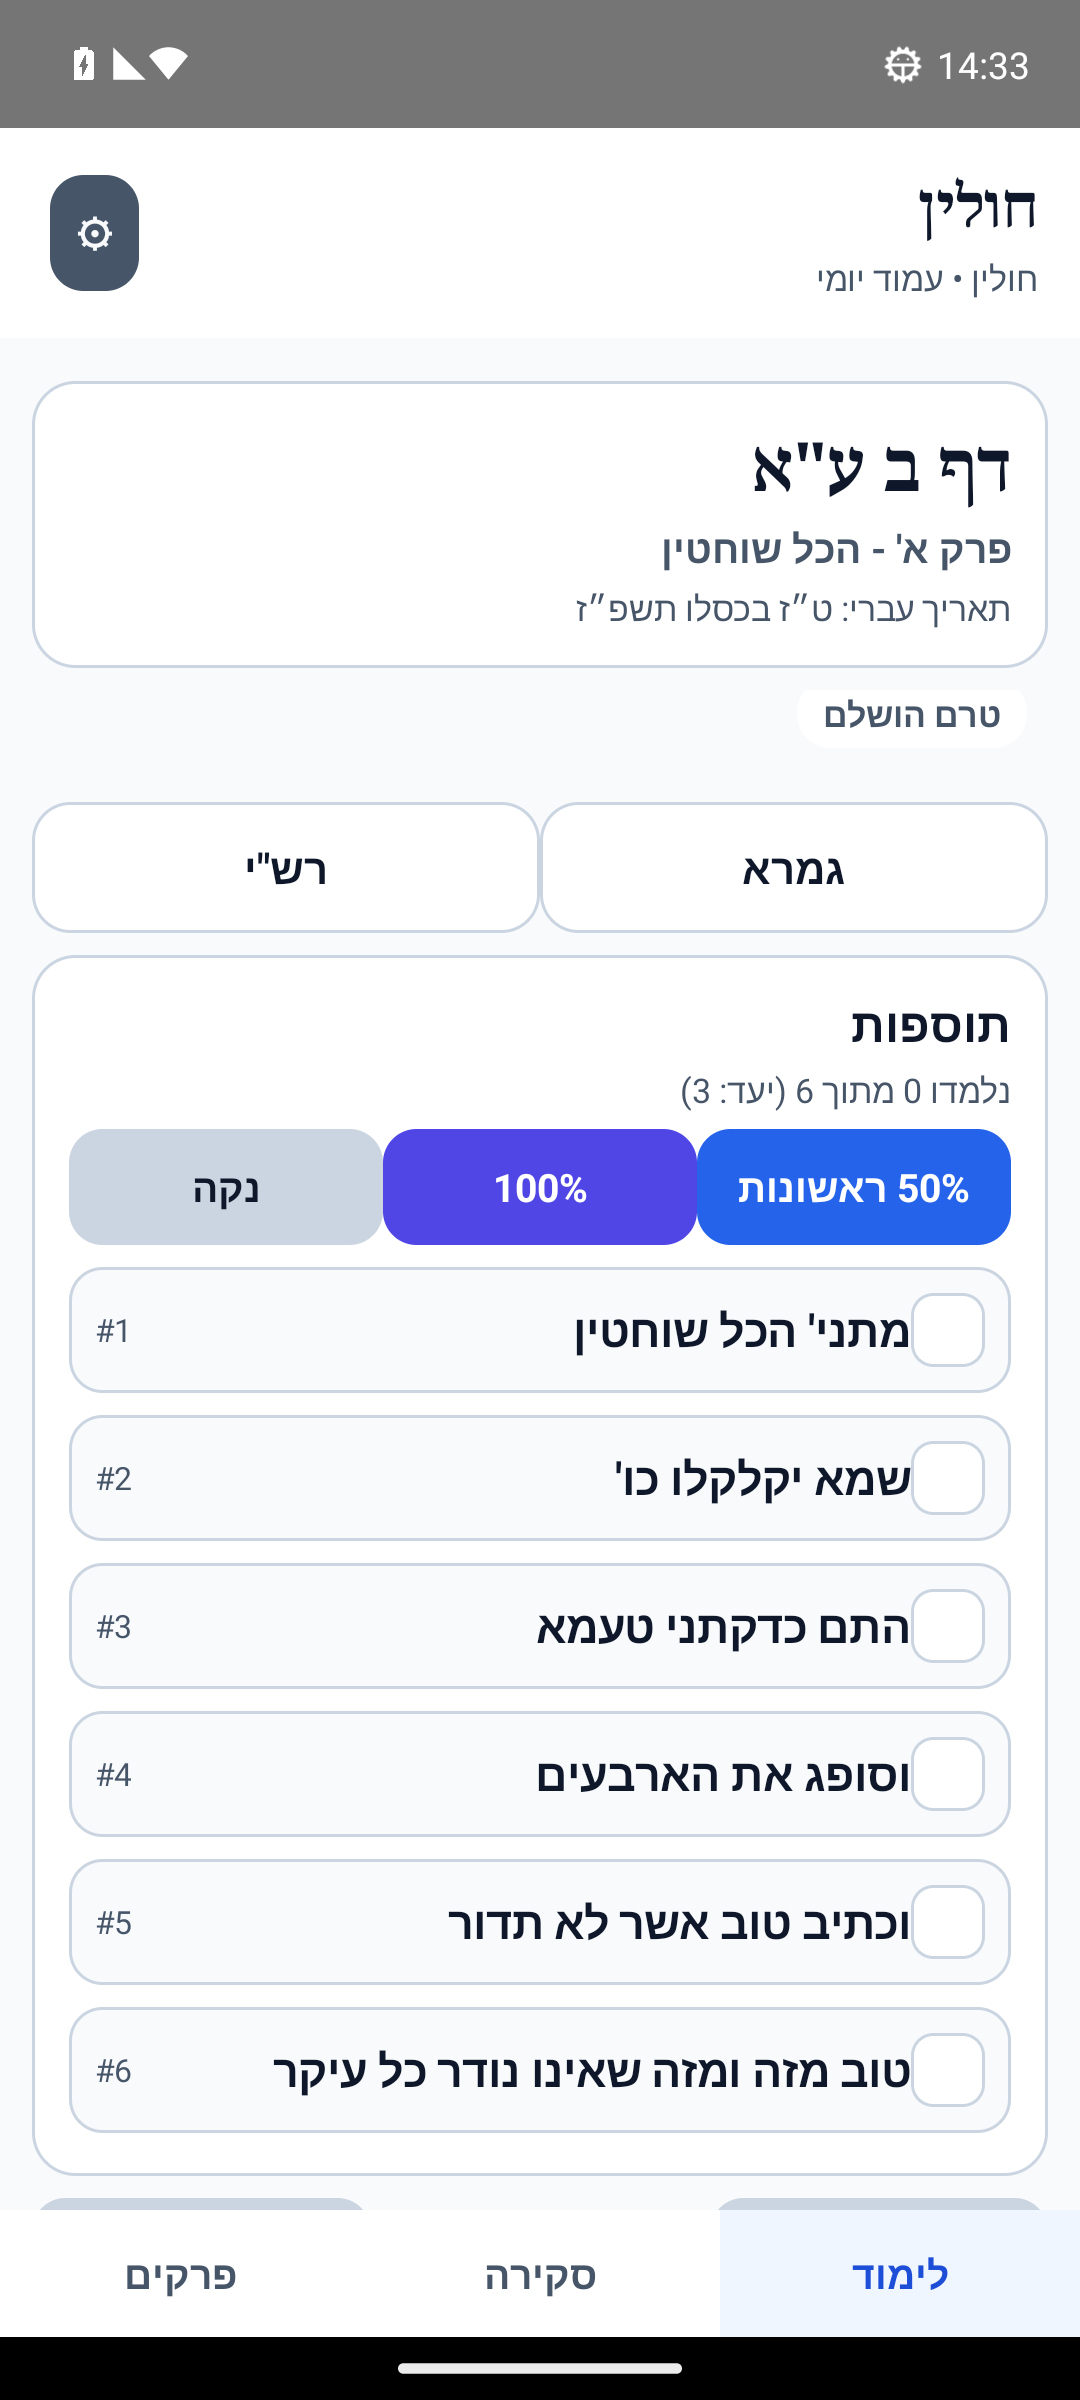 14:33
חולין
חולין • עמוד יומי
דף ב ע"א
פרק א' - הכל שוחטין
תאריך עברי: ט״ז בכסלו תשפ״ז
טרם הושלם
גמרא
רש"י
תוספות
נלמדו 0 מתוך 6 (יעד: 3)
50% ראשונות
100%
נקה
מתני' הכל שוחטין #1
שמא יקלקלו כו' #2
התם כדקתני טעמא #3
וסופג את הארבעים #4
וכתיב טוב אשר לא תדור #5
טוב מזה ומזה שאינו נודר כל עיקר #6
לימוד
סקירה
פרקים